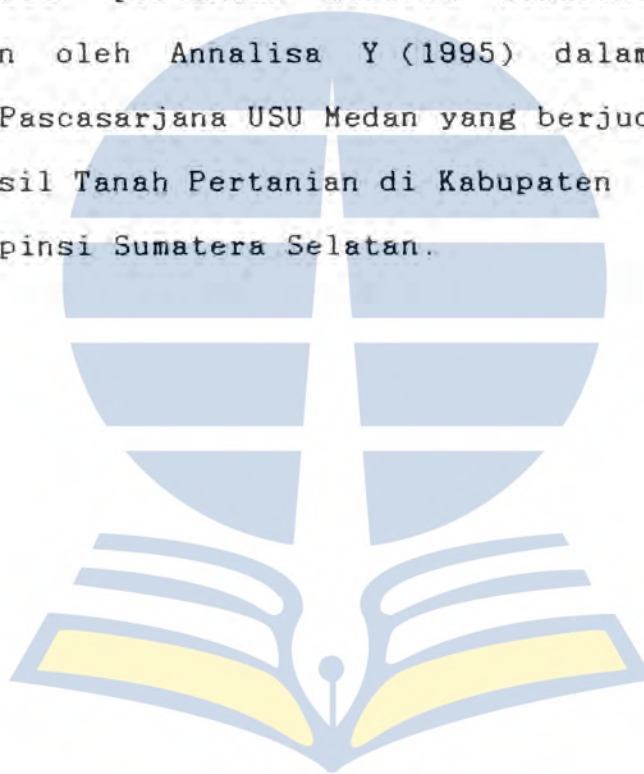 n oleh Annalisa Y (1995) dalam
Pascasarjana USU Medan yang berjud
sil Tanah Pertanian di Kabupaten
pinsi Sumatera Selatan.